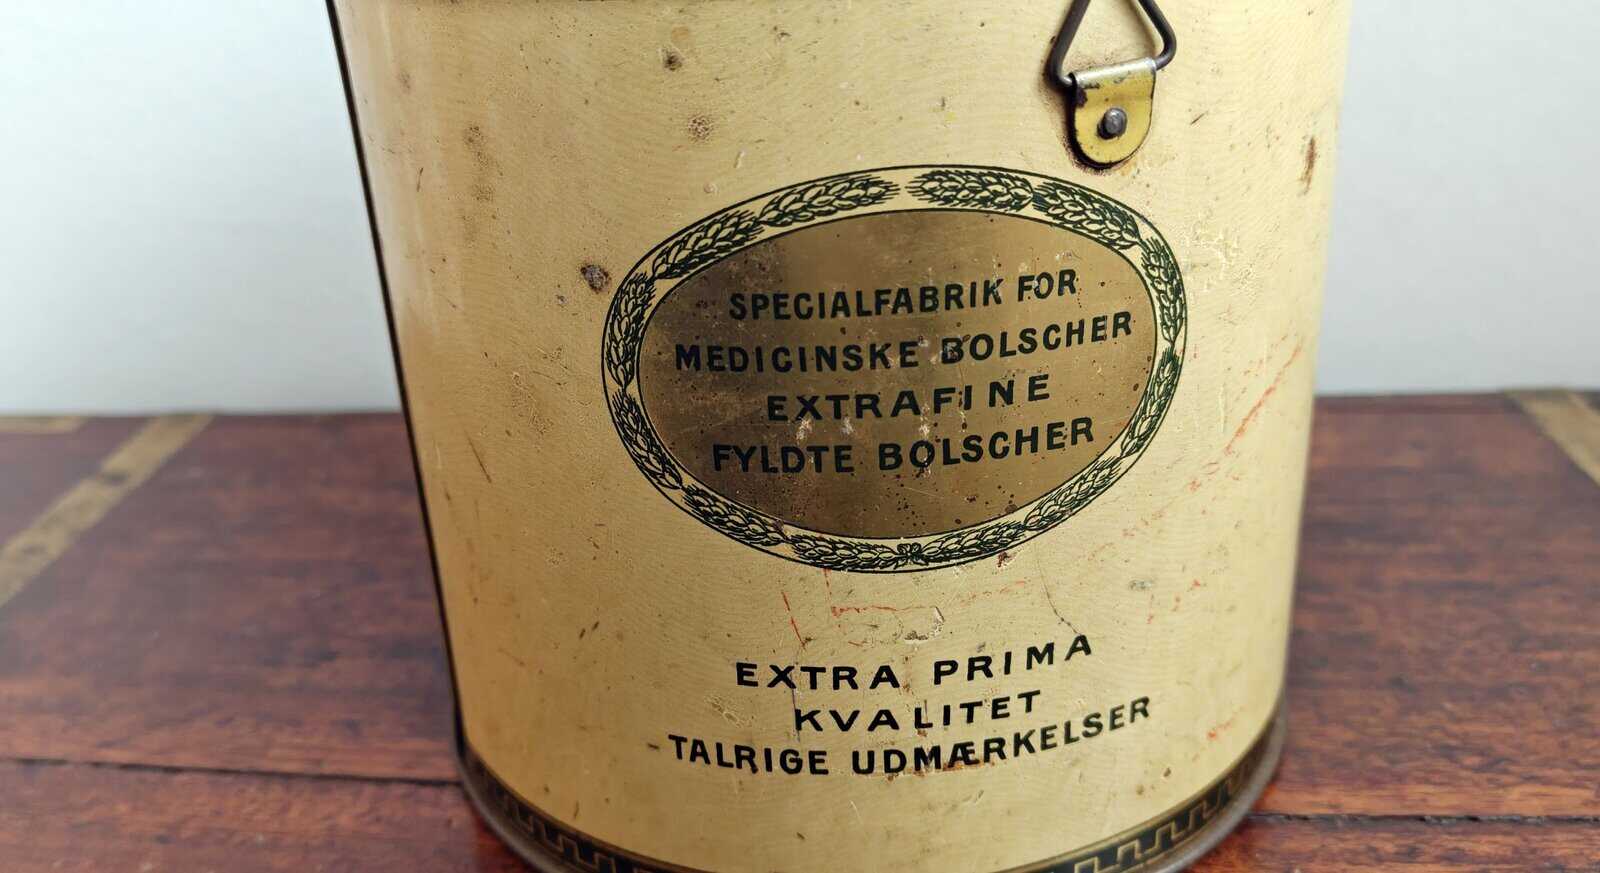 SPECIALFABRIK FOR
MEDICINSKE BOLSCHER
EXTRAFINE
FYLDTE BOLSCHER
EXTRA PRIMA
KVALITET
TALRIGE UDMÆRKELSER